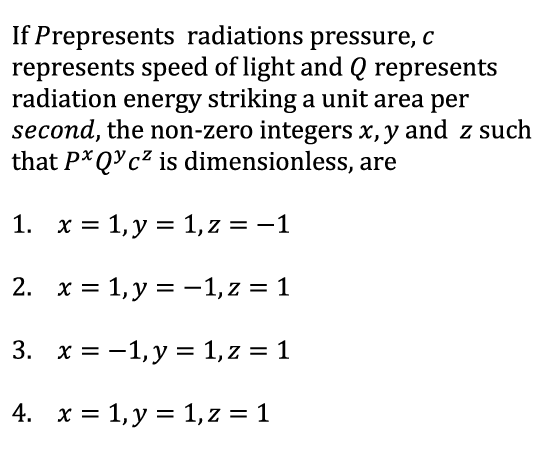 If Prepresents radiations pressure, c
represents speed of light and Q represents
radiation energy striking a unit area per
second, the non-zero integers x, y and z such
that PˣQʸcᶻ is dimensionless, are
1. x = 1, y = 1, z = −1
2. x = 1, y = −1, z = 1
3. x = −1, y = 1, z = 1
4. x = 1, y = 1, z = 1